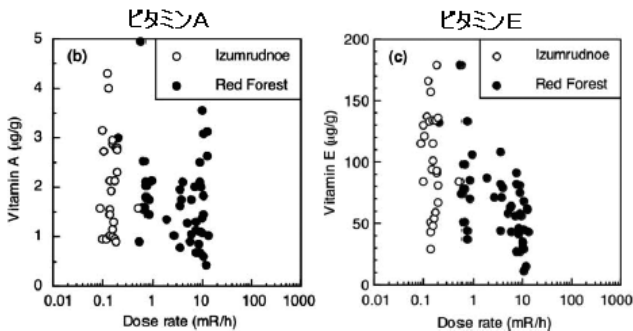 ビタミンA
ビタミンE
(b)
Izumrudnoe
Red Forest
Vitamin A (μg/g)
5
4
3
2
1
0
0.01 0.1 1 10 100 1000
Dose rate (mR/h)
(c)
Izumrudnoe
Red Forest
Vitamin E (μg/g)
200
150
100
50
0
0.01 0.1 1 10 100 1000
Dose rate (mR/h)